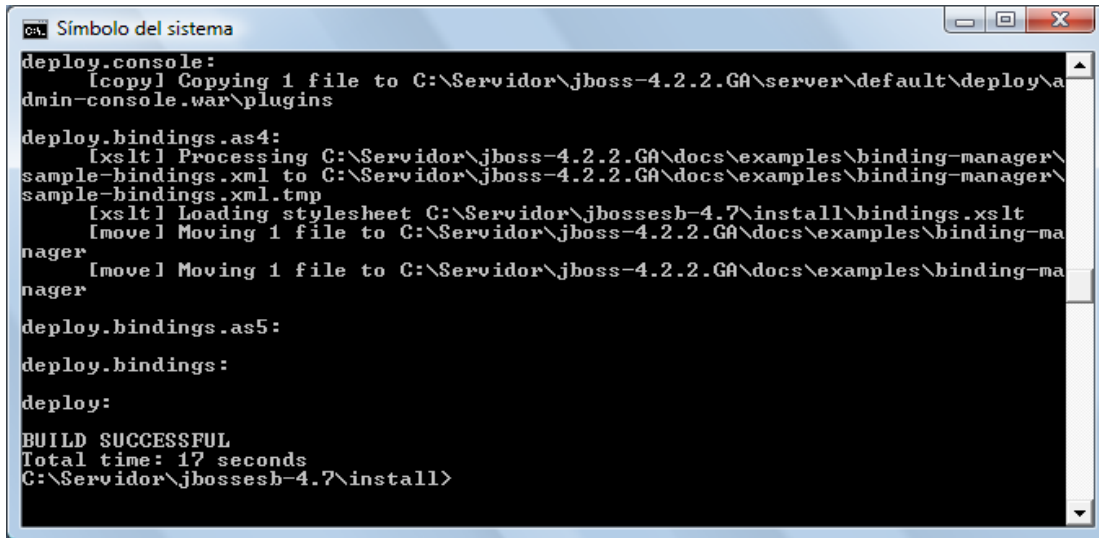 Símbolo del sistema
deploy.console:
[copy] Copying 1 file to C:\Servidor\jboss-4.2.2.GA\server\default\deploy\a
dmin-console.war\plugins
deploy.bindings.as4:
[xslt] Processing C:\Servidor\jboss-4.2.2.GA\docs\examples\binding-manager\
sample-bindings.xml to C:\Servidor\jboss-4.2.2.GA\docs\examples\binding-manager\
sample-bindings.xml.tmp
[xslt] Loading stylesheet C:\Servidor\jbossesb-4.7\install\bindings.xslt
[move] Moving 1 file to C:\Servidor\jboss-4.2.2.GA\docs\examples\binding-ma
nager
[move] Moving 1 file to C:\Servidor\jboss-4.2.2.GA\docs\examples\binding-ma
nager
deploy.bindings.as5:
deploy.bindings:
deploy:
BUILD SUCCESSFUL
Total time: 17 seconds
C:\Servidor\jbossesb-4.7\install>